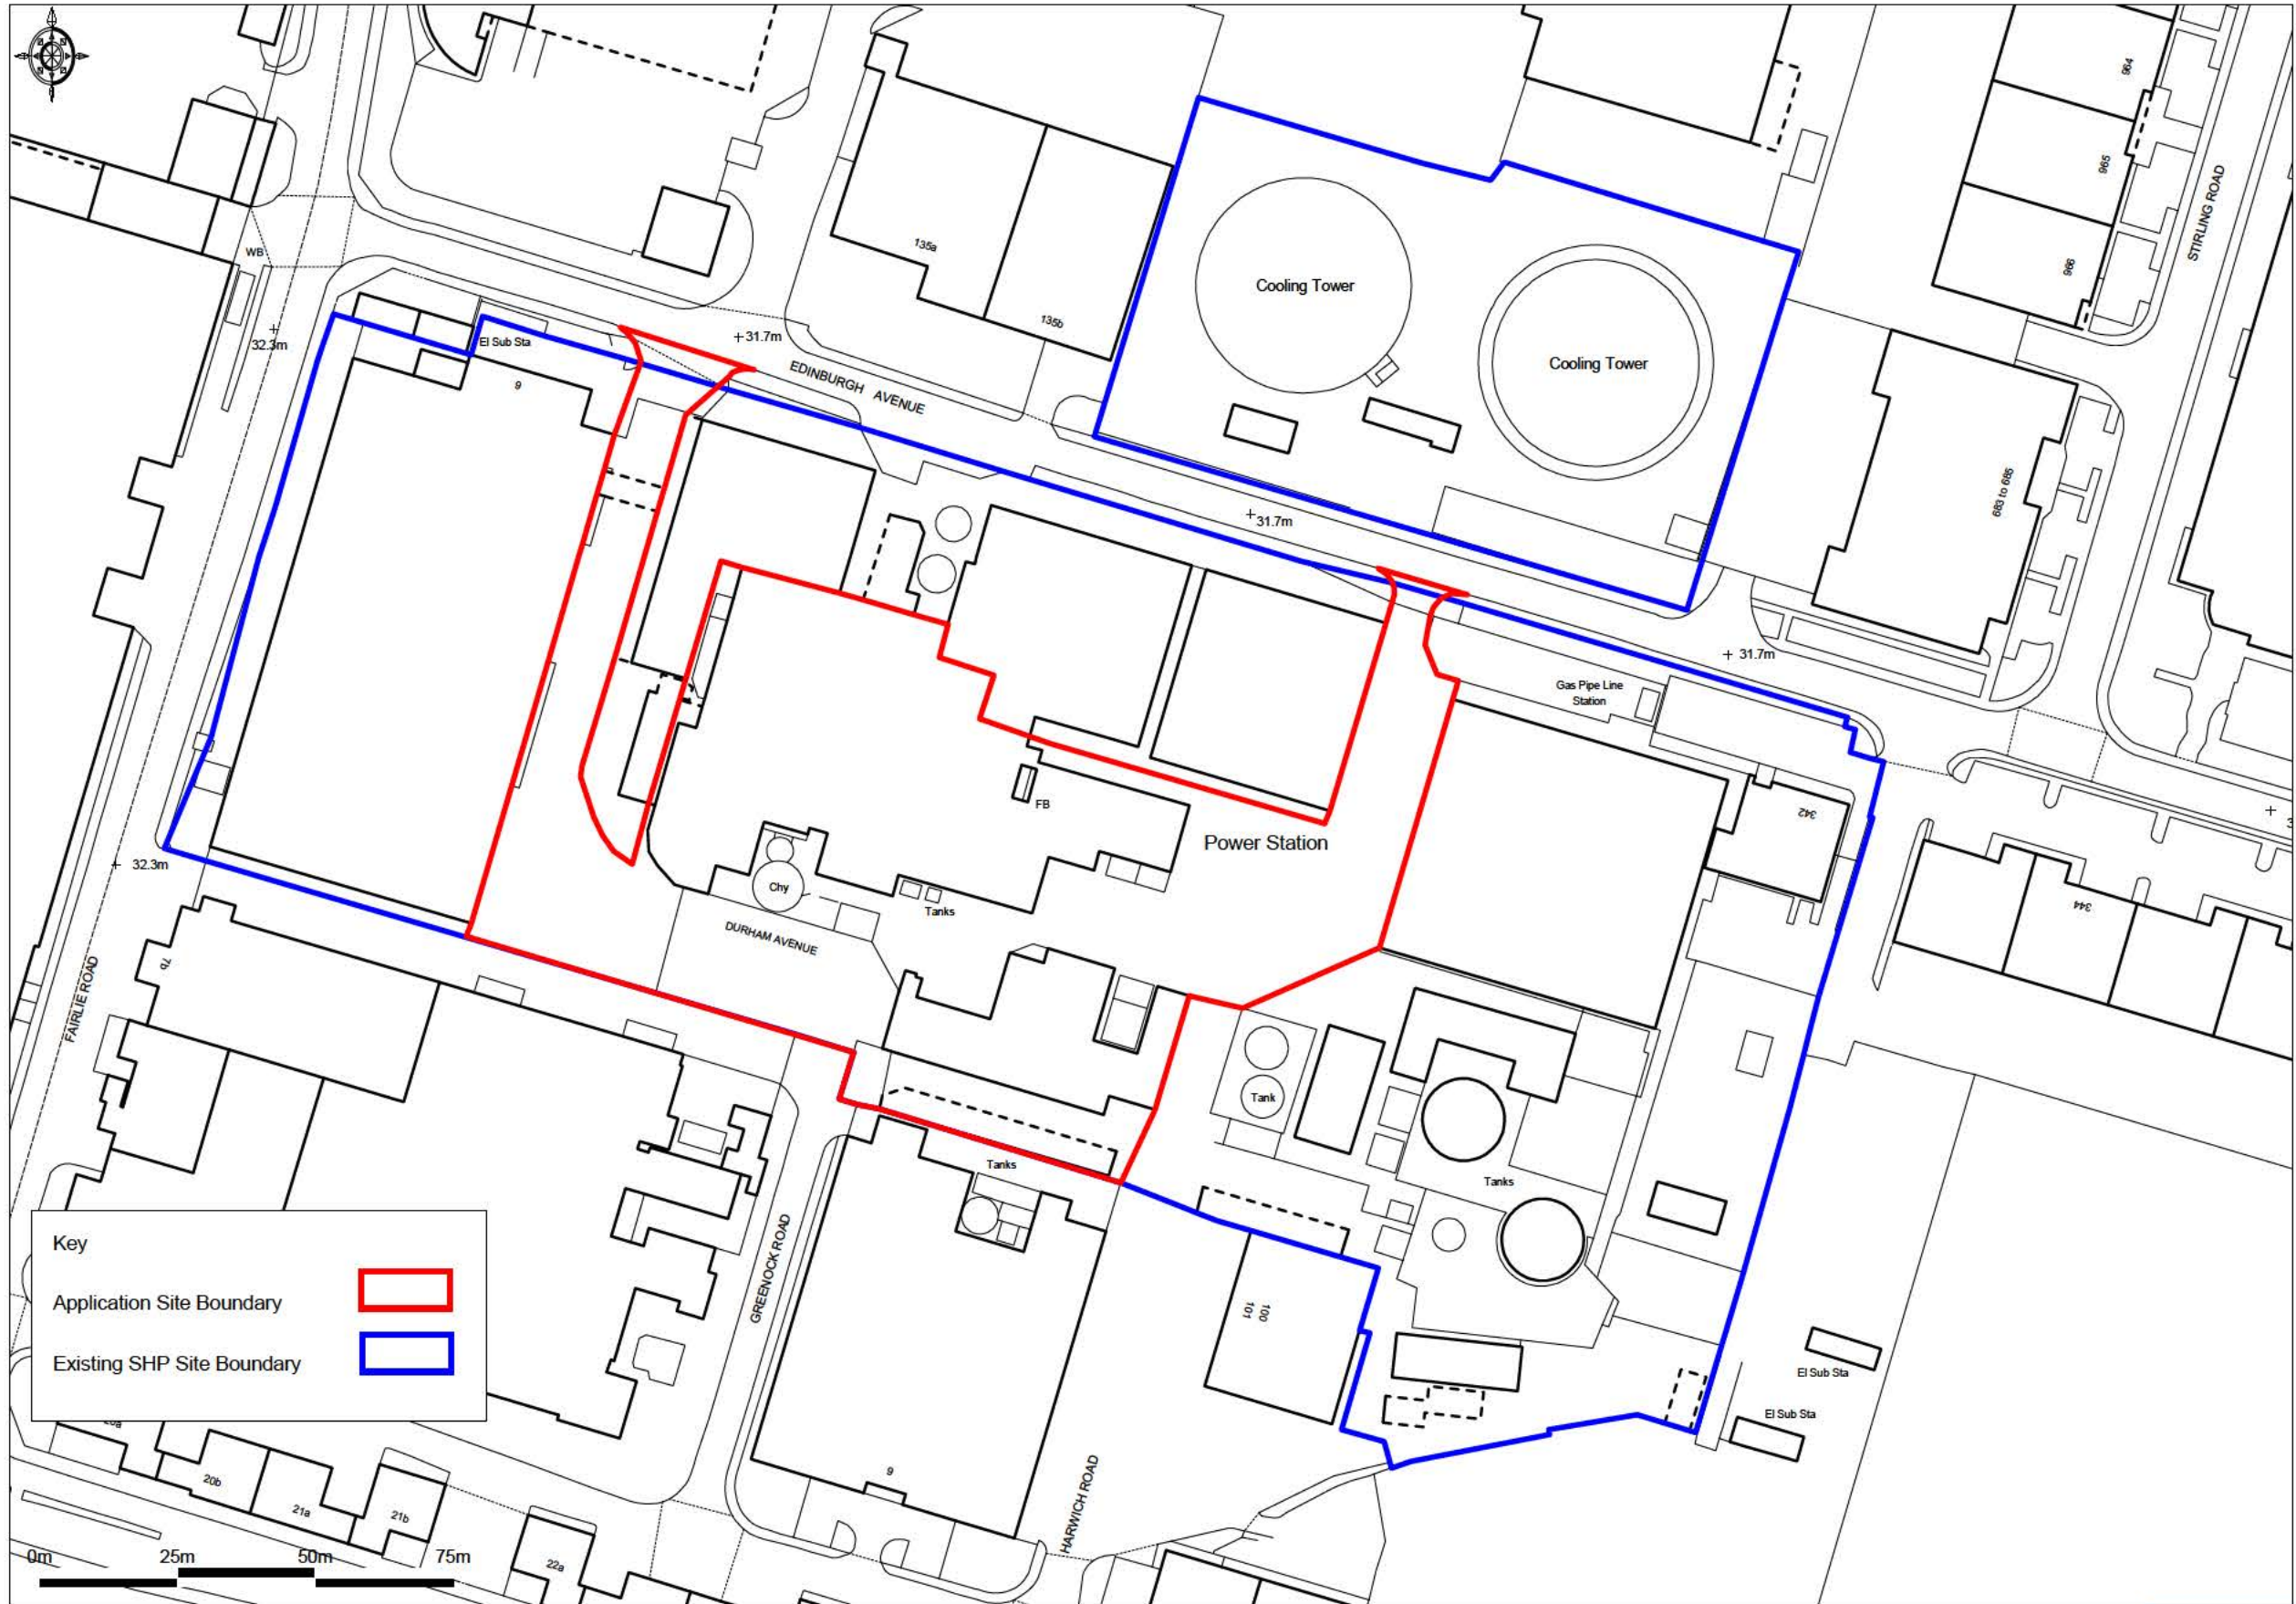 964
965
966
STIRLING ROAD
WB
32.3m
135a
135b
Cooling Tower
Cooling Tower
31.7m
El Sub Sta
9
EDINBURGH AVENUE
683 to 685
31.7m
31.7m
Gas Pipe Line
Station
FB
342
Power Station
32.3m
Chy
Tanks
344
DURHAM AVENUE
7b
FAIRLIE ROAD
Tank
Tanks
Tanks
GREENOCK ROAD
100
101
Key
Application Site Boundary
Existing SHP Site Boundary
El Sub Sta
El Sub Sta
20b
21a
21b
22a
9
HARWICH ROAD
0m
25m
50m
75m